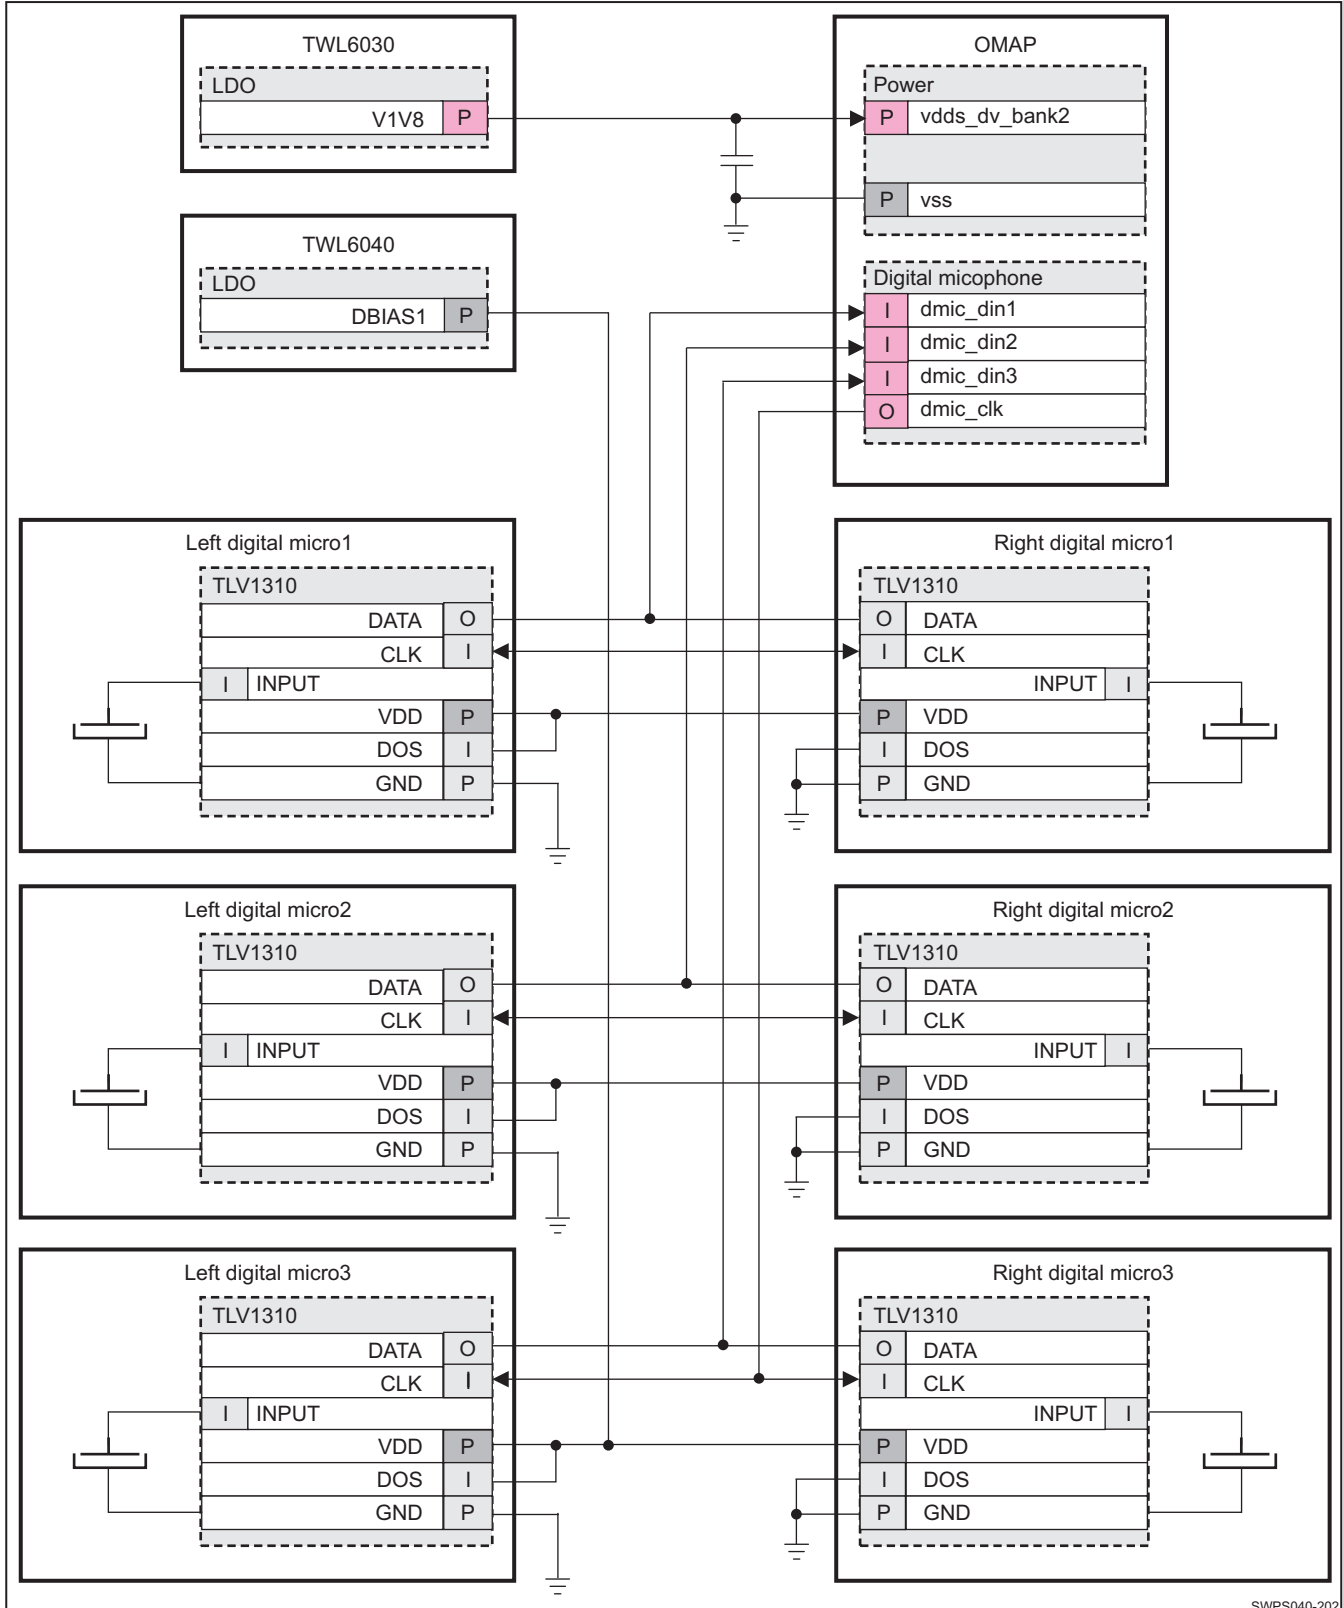 TWL6030
LDO
V1V8 P
OMAP
Power
P vdds_dv_bank2
P vss
TWL6040
LDO
DBIAS1 P
Digital micophone
I dmic_din1
I dmic_din2
I dmic_din3
O dmic_clk
Left digital micro1
TLV1310
DATA O
CLK I
I INPUT
VDD P
DOS I
GND P
Right digital micro1
TLV1310
O DATA
I CLK
INPUT I
P VDD
I DOS
P GND
Left digital micro2
TLV1310
DATA O
CLK I
I INPUT
VDD P
DOS I
GND P
Right digital micro2
TLV1310
O DATA
I CLK
INPUT I
P VDD
I DOS
P GND
Left digital micro3
TLV1310
DATA O
CLK I
I INPUT
VDD P
DOS I
GND P
Right digital micro3
TLV1310
O DATA
I CLK
INPUT I
P VDD
I DOS
P GND
SWPS040-202